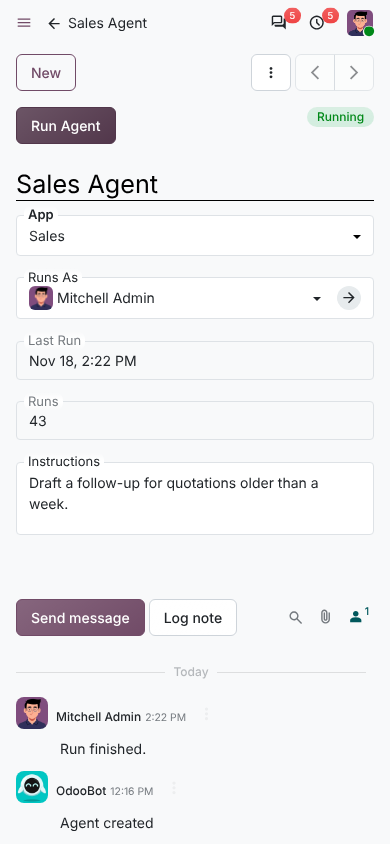 Sales Agent
5
5
New
Run Agent
Running
Sales Agent
App
Sales
Runs As
Mitchell Admin
Last Run
Nov 18, 2:22 PM
Runs
43
Instructions
Draft a follow-up for quotations older than a
week.
Send message
Log note
1
Today
Mitchell Admin 2:22 PM
Run finished.
OdooBot 12:16 PM
Agent created